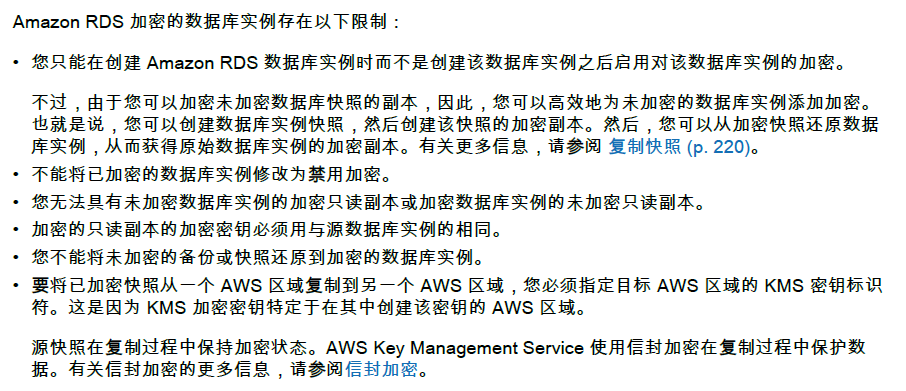 Amazon RDS 加密的数据库实例存在以下限制：
• 您只能在创建 Amazon RDS 数据库实例时而不是创建该数据库实例之后启用对该数据库实例的加密。
不过，由于您可以加密未加密数据库快照的副本，因此，您可以高效地为未加密的数据库实例添加加密。
也就是说，您可以创建数据库实例快照，然后创建该快照的加密副本。然后，您可以从加密快照还原数据
库实例，从而获得原始数据库实例的加密副本。有关更多信息，请参阅 复制快照 (p. 220)。
• 不能将已加密的数据库实例修改为禁用加密。
• 您无法具有未加密数据库实例的加密只读副本或加密数据库实例的未加密只读副本。
• 加密的只读副本的加密密钥必须用与源数据库实例的相同。
• 您不能将未加密的备份或快照还原到加密的数据库实例。
• 要将已加密快照从一个 AWS 区域复制到另一个 AWS 区域，您必须指定目标 AWS 区域的 KMS 密钥标识
符。这是因为 KMS 加密密钥特定于在其中创建该密钥的 AWS 区域。
源快照在复制过程中保持加密状态。AWS Key Management Service 使用信封加密在复制过程中保护数
据。有关信封加密的更多信息，请参阅信封加密。